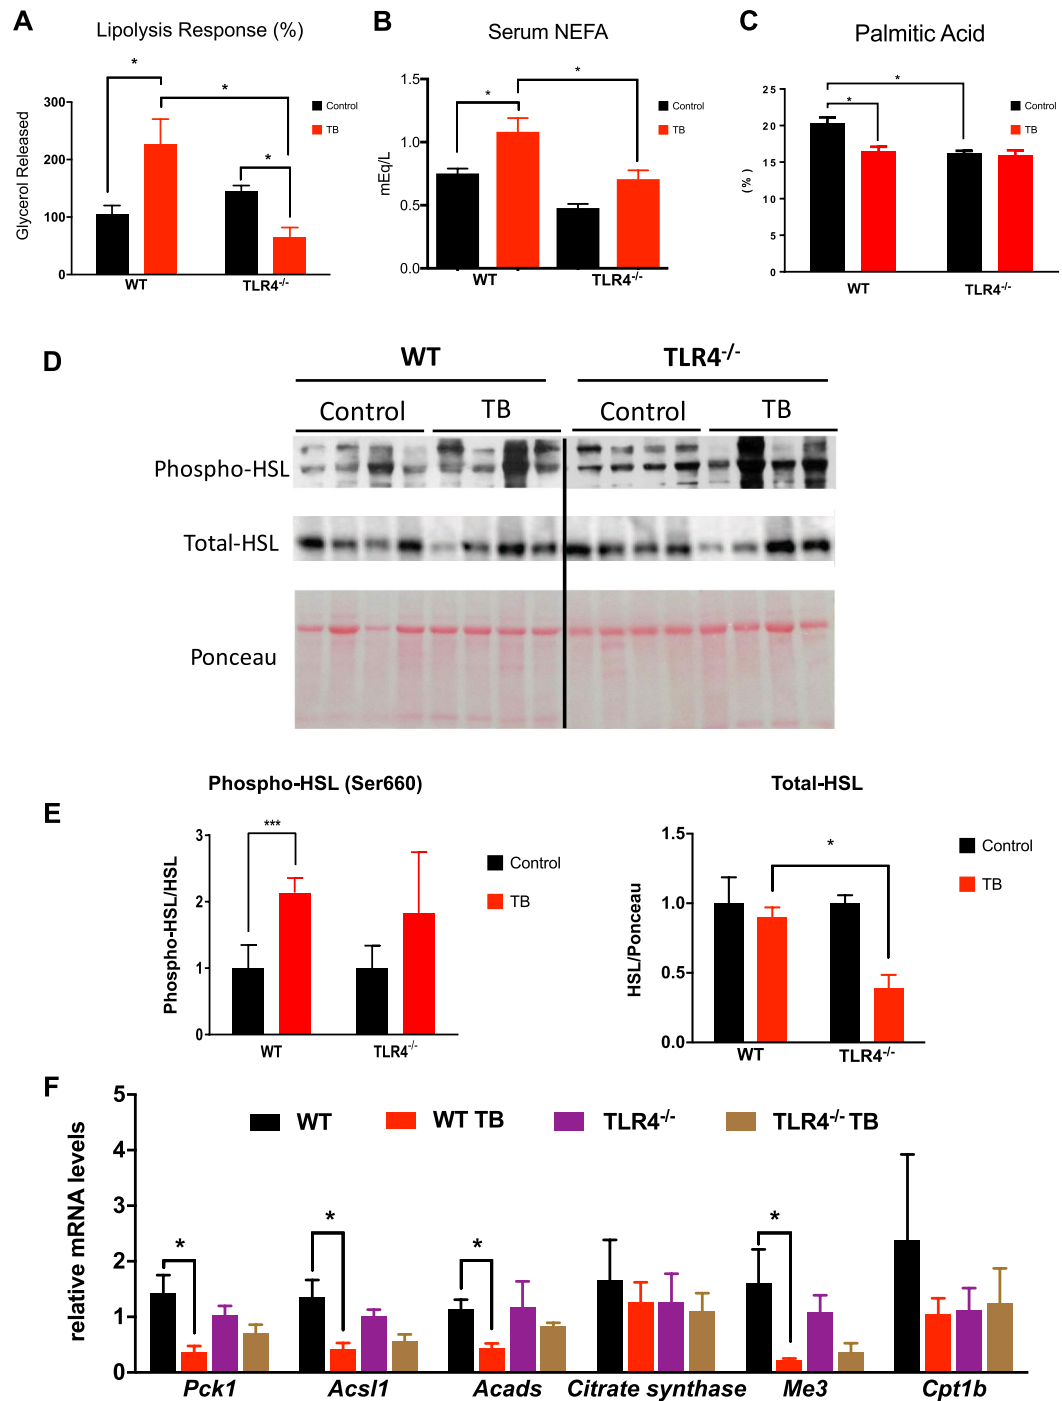 A
Lipolysis Response (%)
Glycerol Released
300
200
100
0
*
*
*
Control
TB
WT
TLR4-/-
B
Serum NEFA
mEq/L
1.5
1.0
0.5
0.0
*
*
Control
TB
WT
TLR4-/-
C
Palmitic Acid
(%)
25
20
15
10
5
0
*
*
Control
TB
WT
TLR4-/-
D
WT
TLR4-/-
Control
TB
Control
TB
Phospho-HSL
Total-HSL
Ponceau
E
Phospho-HSL (Ser660)
Phospho-HSL/HSL
3
2
1
0
***
Control
TB
WT
TLR4-/-
Total-HSL
HSL/Ponceau
1.5
1.0
0.5
0.0
*
Control
TB
WT
TLR4-/-
F
relative mRNA levels
5
4
3
2
1
0
WT
WT TB
TLR4-/-
TLR4-/- TB
*
*
*
*
Pck1
Acsl1
Acads
Citrate synthase
Me3
Cpt1b